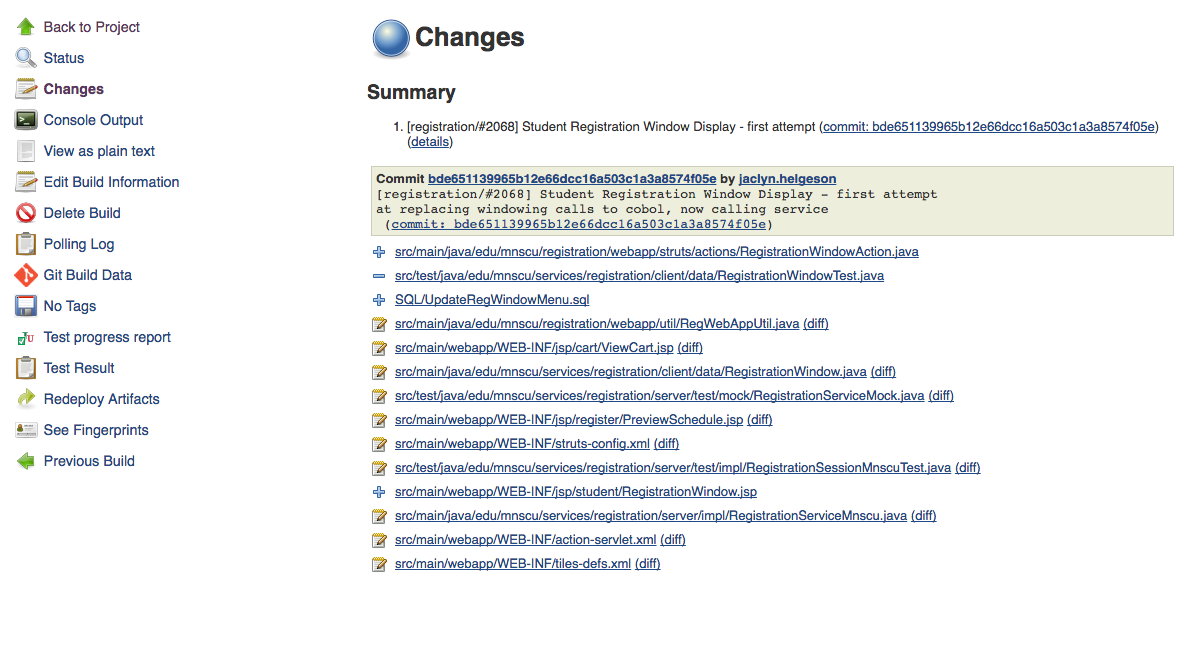 Back to Project
Status
Changes
Console Output
View as plain text
Edit Build Information
Delete Build
Polling Log
Git Build Data
No Tags
Test progress report
Test Result
Redeploy Artifacts
See Fingerprints
Previous Build
Changes
Summary
1. [registration/#2068] Student Registration Window Display - first attempt (commit: bde651139965b12e66dcc16a503c1a3a8574f05e)
(details)
Commit bde651139965b12e66dcc16a503c1a3a8574f05e by jaclyn.helgeson
[registration/#2068] Student Registration Window Display - first attempt
at replacing windowing calls to cobol, now calling service
(commit: bde651139965b12e66dcc16a503c1a3a8574f05e)
src/main/java/edu/mnscu/registration/webapp/struts/actions/RegistrationWindowAction.java
src/test/java/edu/mnscu/services/registration/client/data/RegistrationWindowTest.java
SQL/UpdateRegWindowMenu.sql
src/main/java/edu/mnscu/registration/webapp/util/RegWebAppUtil.java (diff)
src/main/webapp/WEB-INF/jsp/cart/ViewCart.jsp (diff)
src/main/java/edu/mnscu/services/registration/client/data/RegistrationWindow.java (diff)
src/test/java/edu/mnscu/services/registration/server/test/mock/RegistrationServiceMock.java (diff)
src/main/webapp/WEB-INF/jsp/register/PreviewSchedule.jsp (diff)
src/main/webapp/WEB-INF/struts-config.xml (diff)
src/test/java/edu/mnscu/services/registration/server/test/impl/RegistrationSessionMnscuTest.java (diff)
src/main/webapp/WEB-INF/jsp/student/RegistrationWindow.jsp
src/main/java/edu/mnscu/services/registration/server/impl/RegistrationServiceMnscu.java (diff)
src/main/webapp/WEB-INF/action-servlet.xml (diff)
src/main/webapp/WEB-INF/tiles-defs.xml (diff)